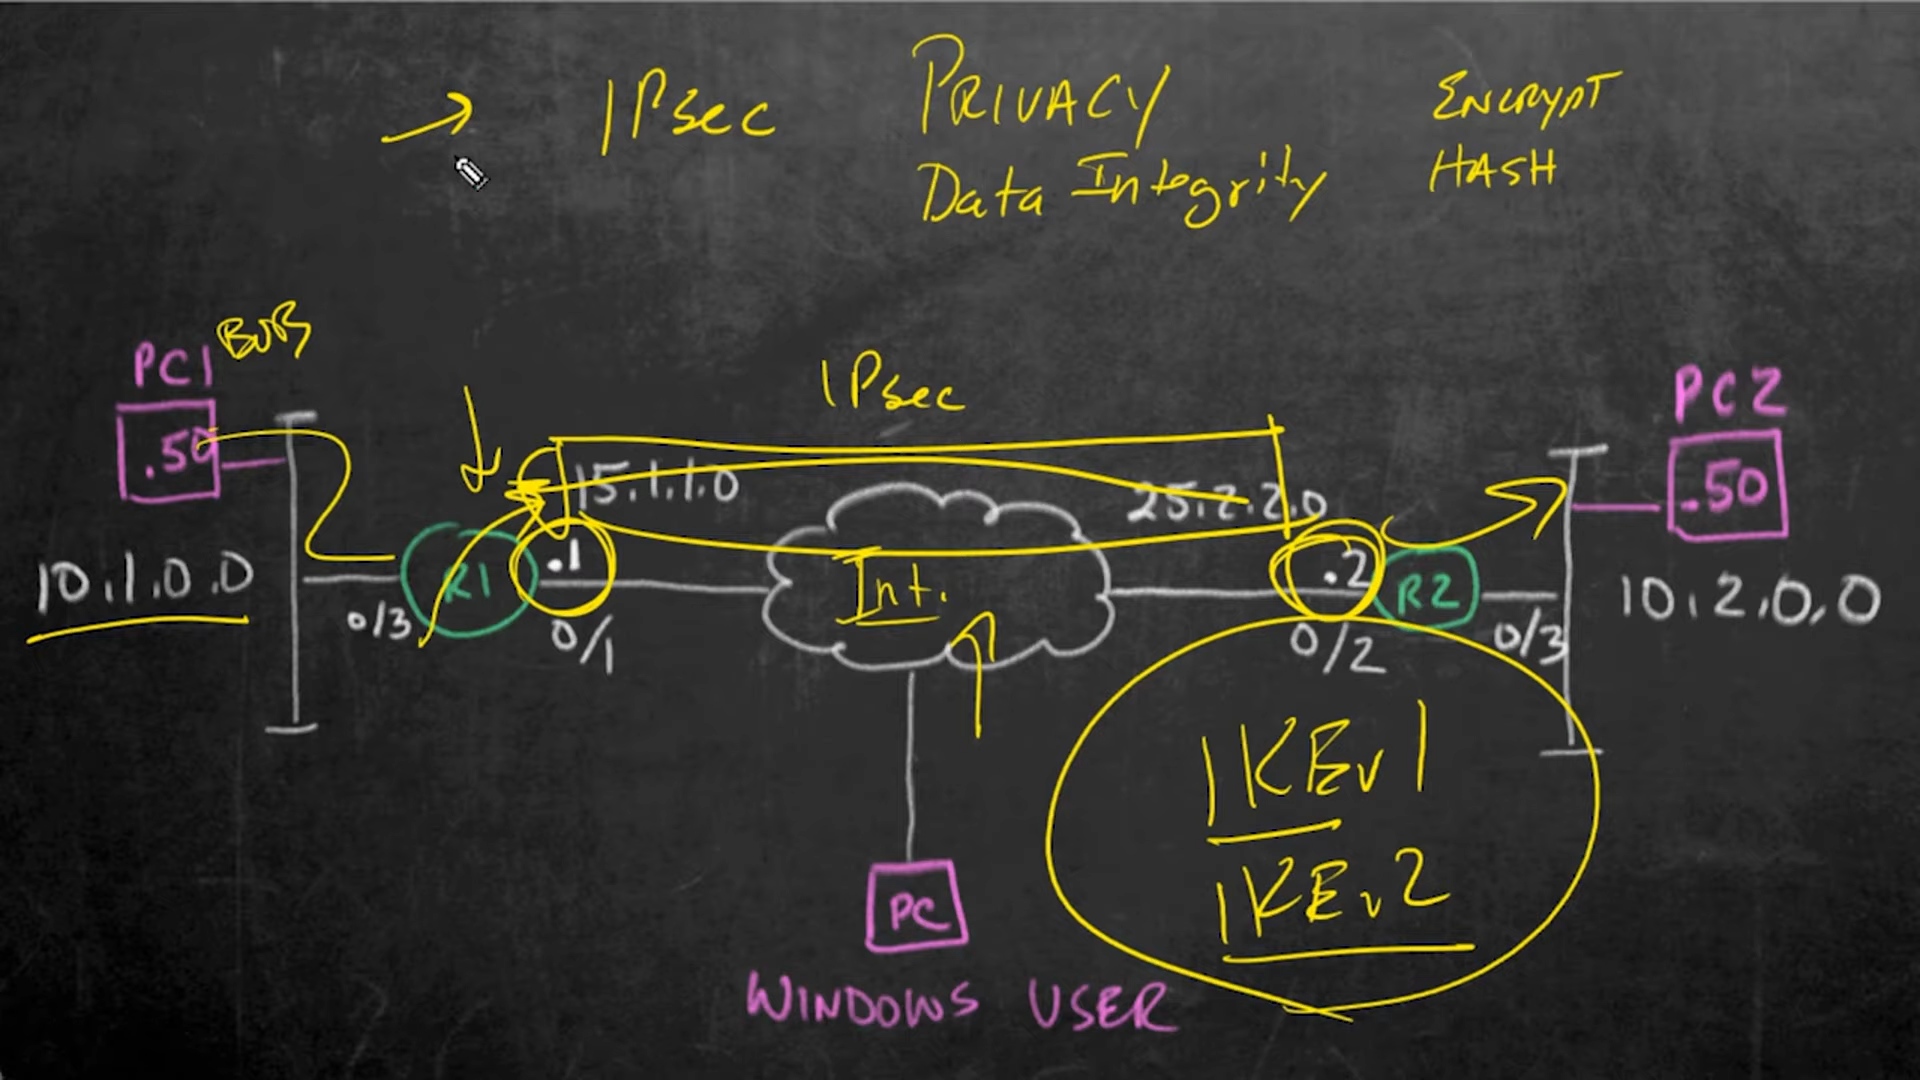 IPsec PRIVACY ENCRYPT
Data Integrity HASH
PC1 BOB
IPsec
PC2
.50
15.1.1.0
25.2.2.0
.50
10.1.0.0
R1
.1
Int.
.2
R2
10.2.0.0
0/3
0/1
0/2
0/3
IKEv1
IKEv2
PC
WINDOWS USER